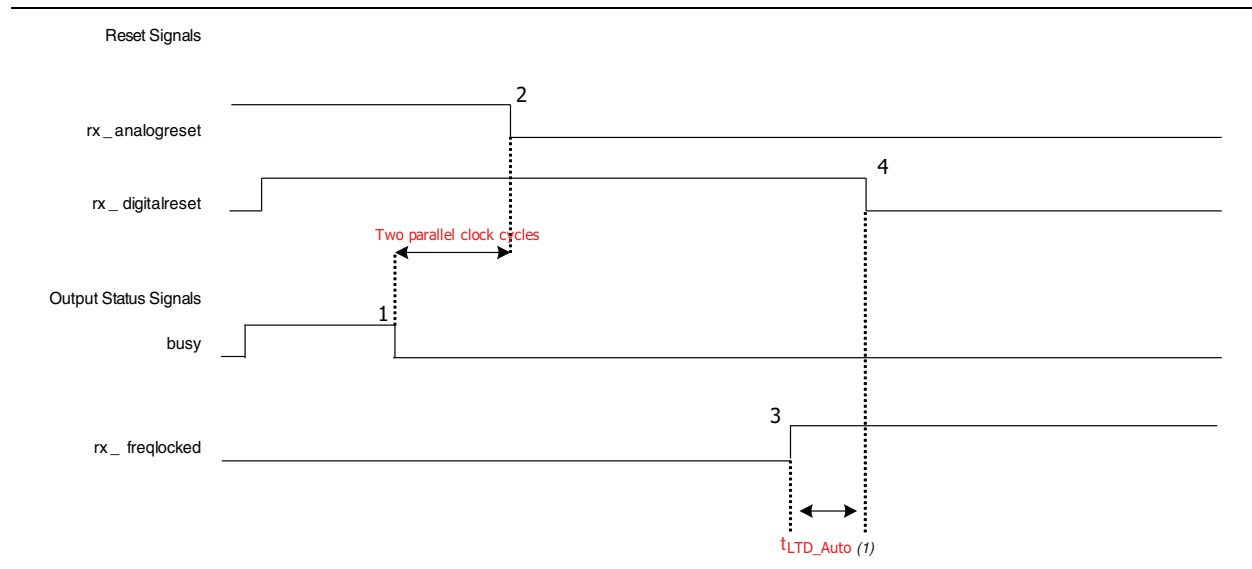 Reset Signals
2
rx _ analogreset
4
rx _ digitalreset
Two parallel clock cycles
Output Status Signals
1
busy
3
rx _ freqlocked
tLTD_Auto (1)